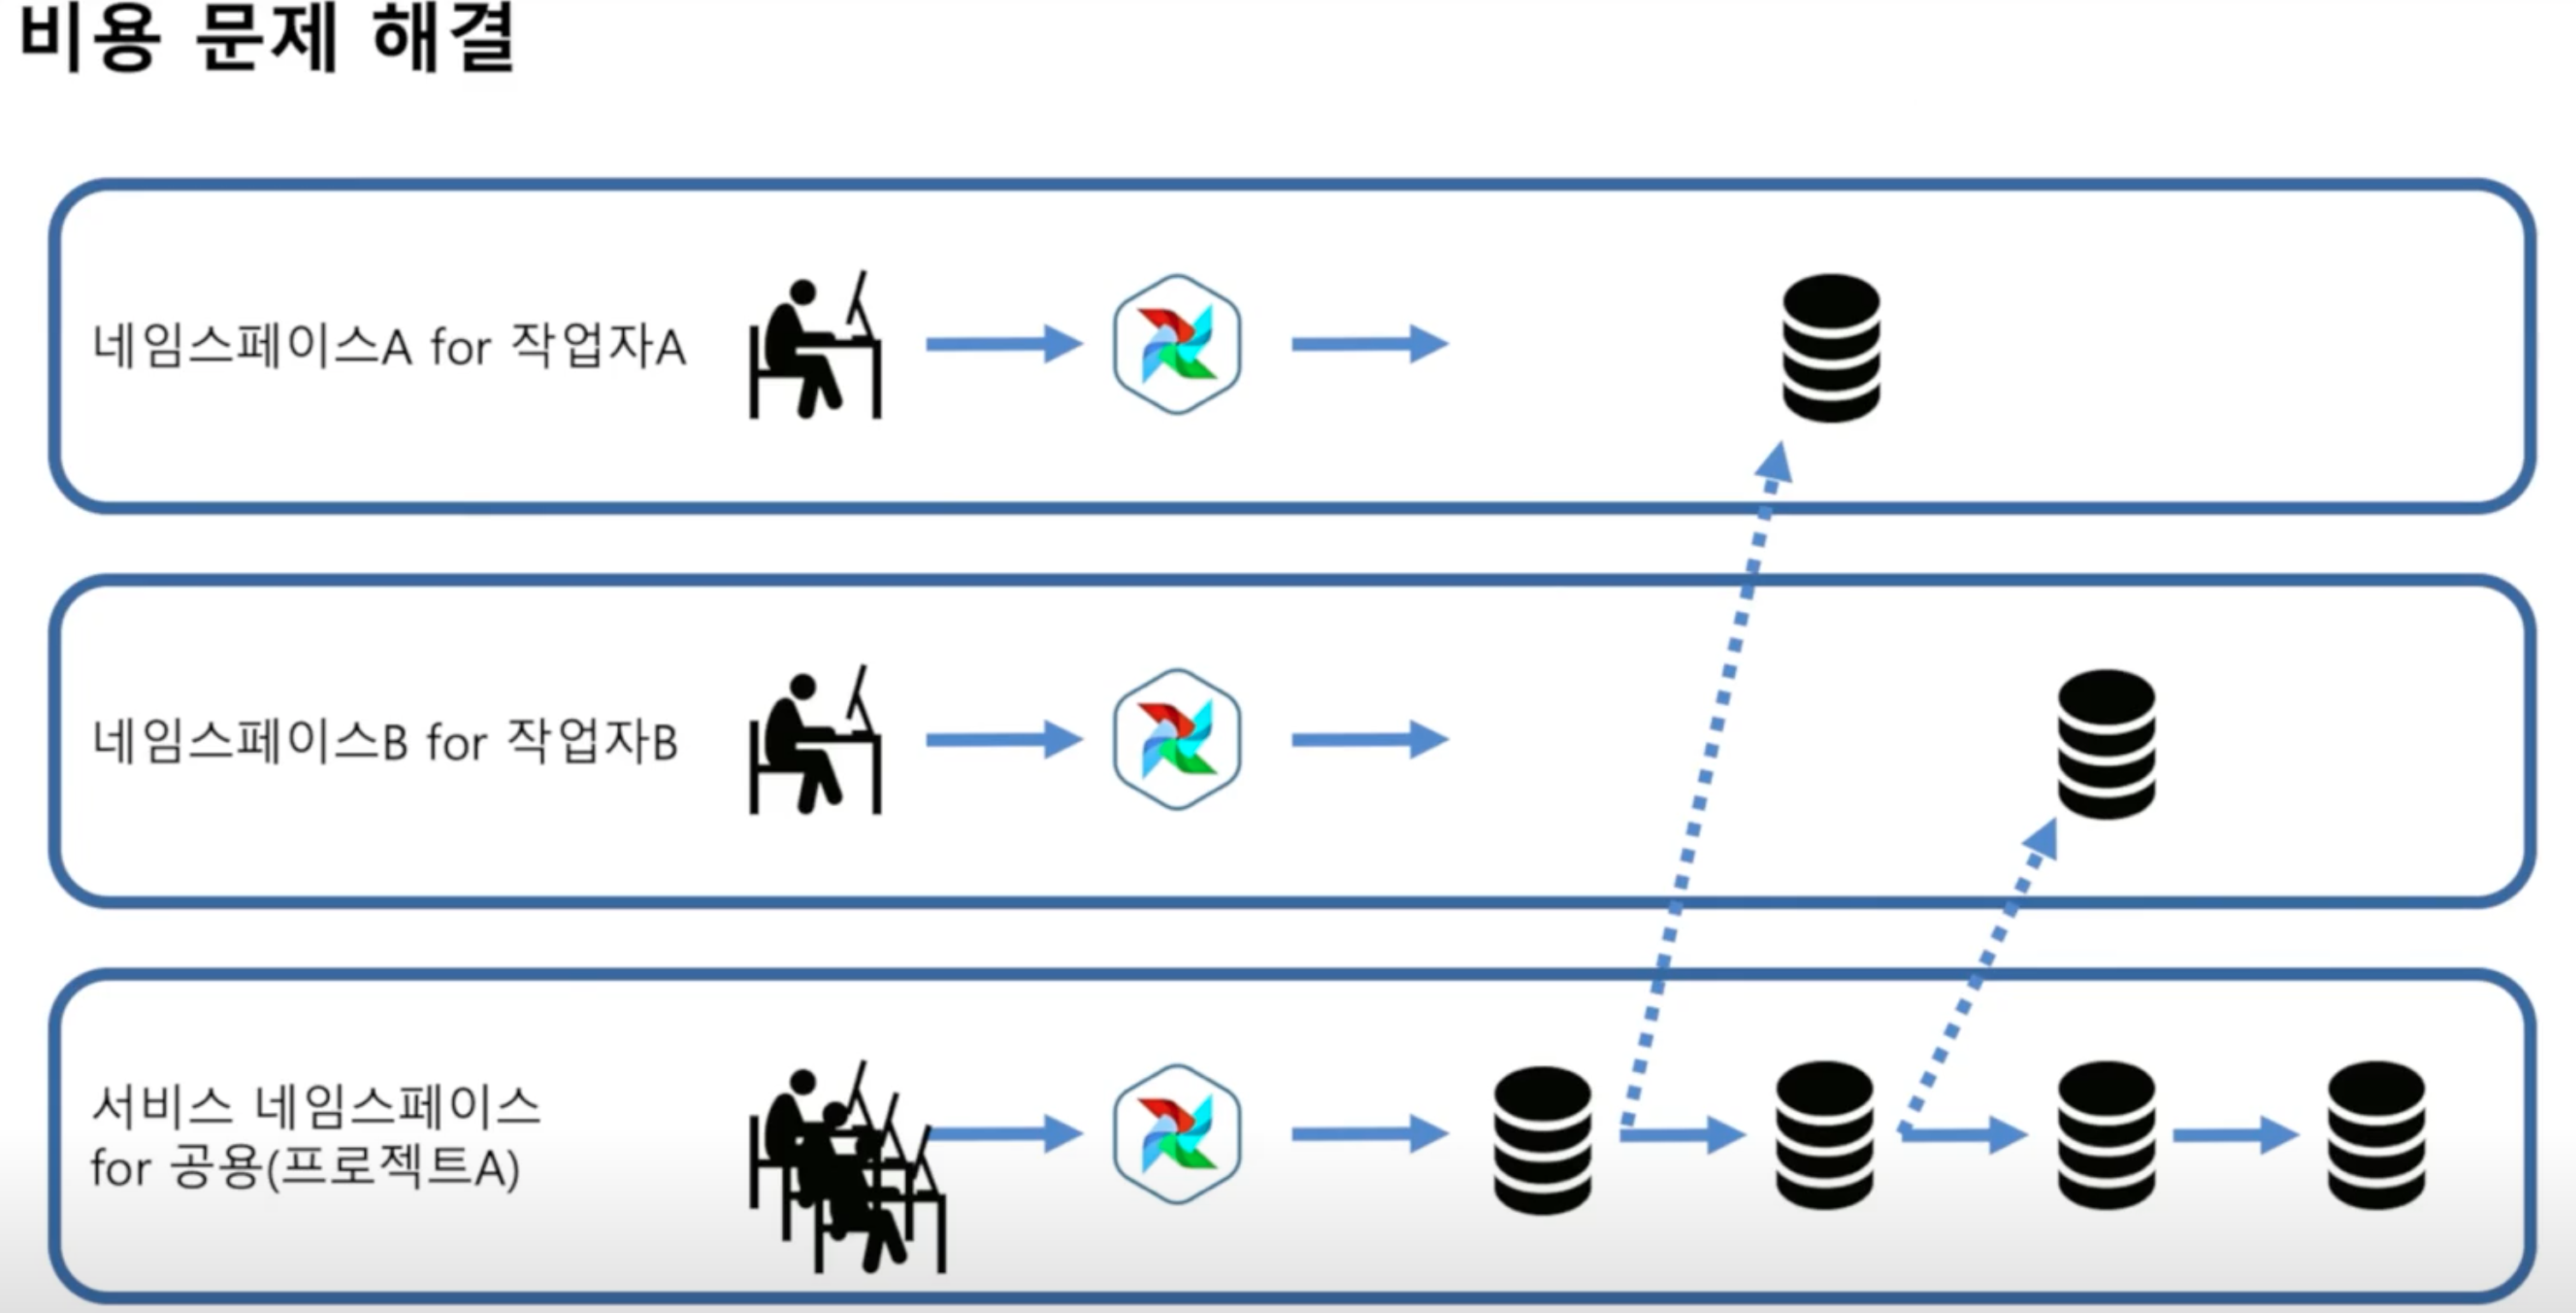 비용 문제 해결
네임스페이스A for 작업자A
네임스페이스B for 작업자B
서비스 네임스페이스
for 공용(프로젝트A)